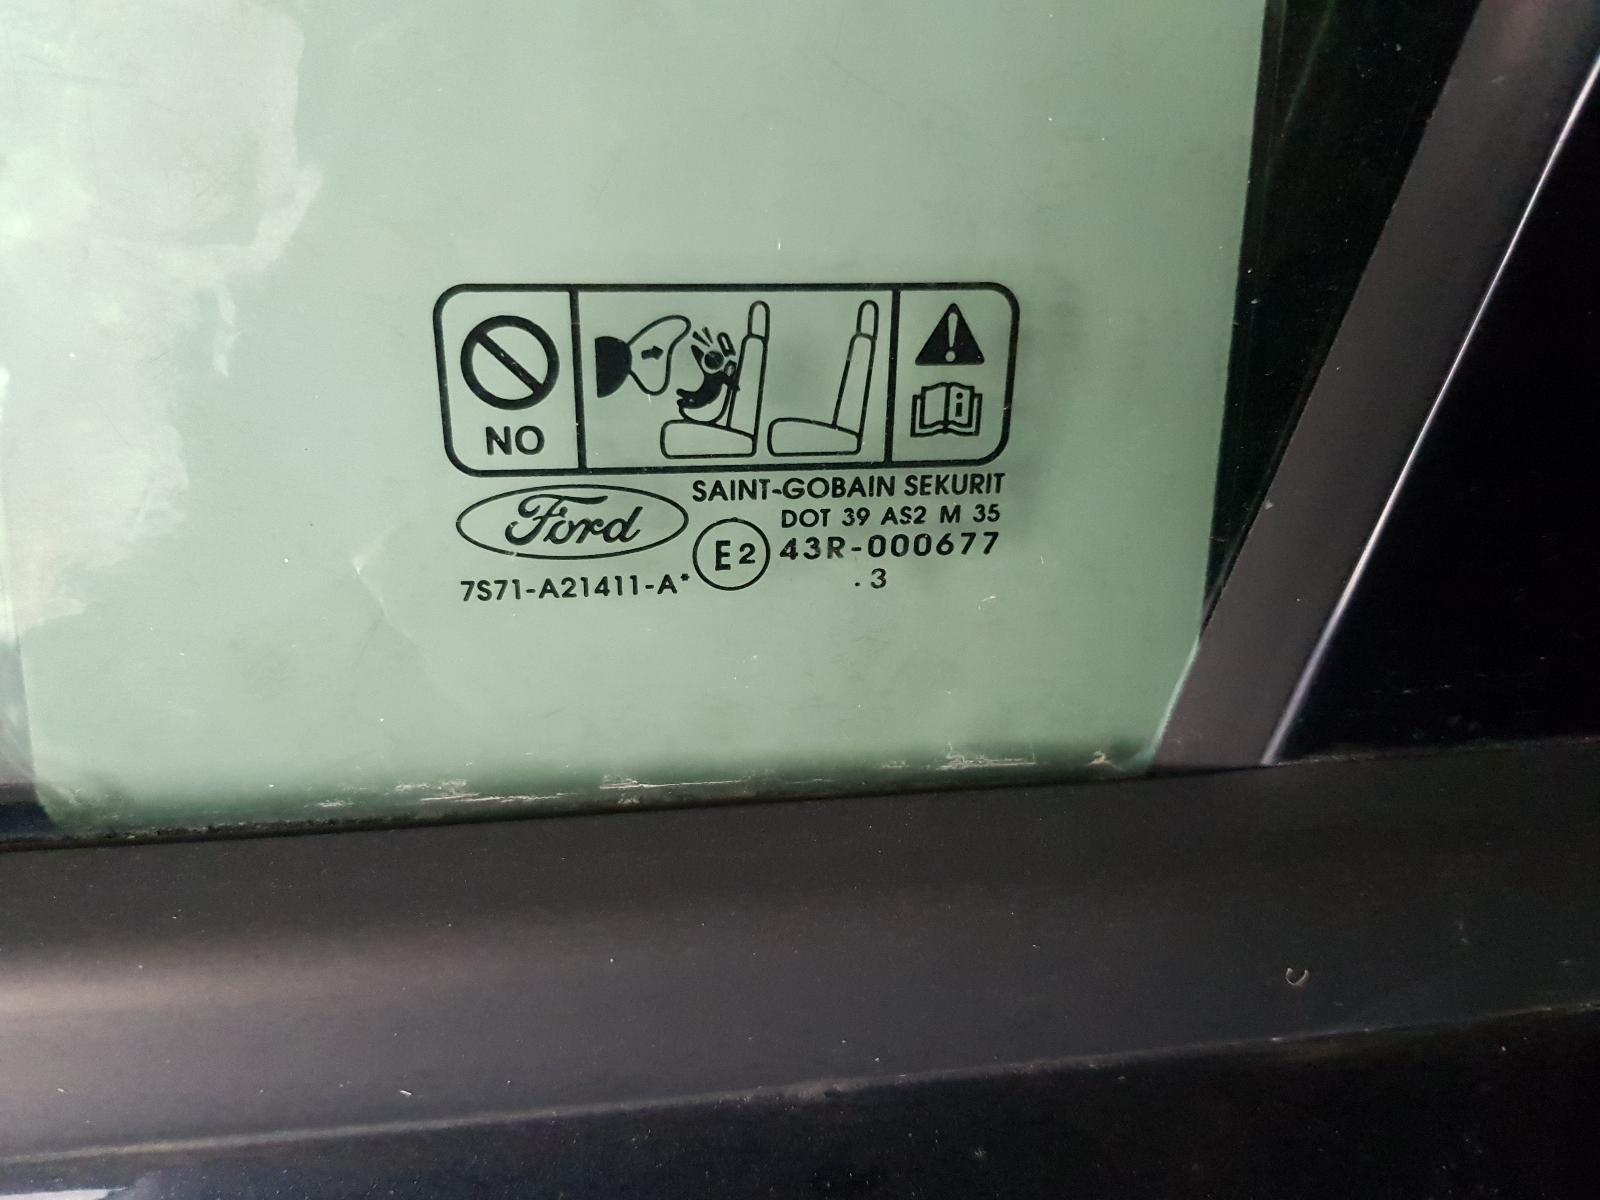 NO
SAINT-GOBAIN SEKURIT
Ford
DOT 39 AS2 M 35
E2 43R-000677
7S71-A21411-A*
.3